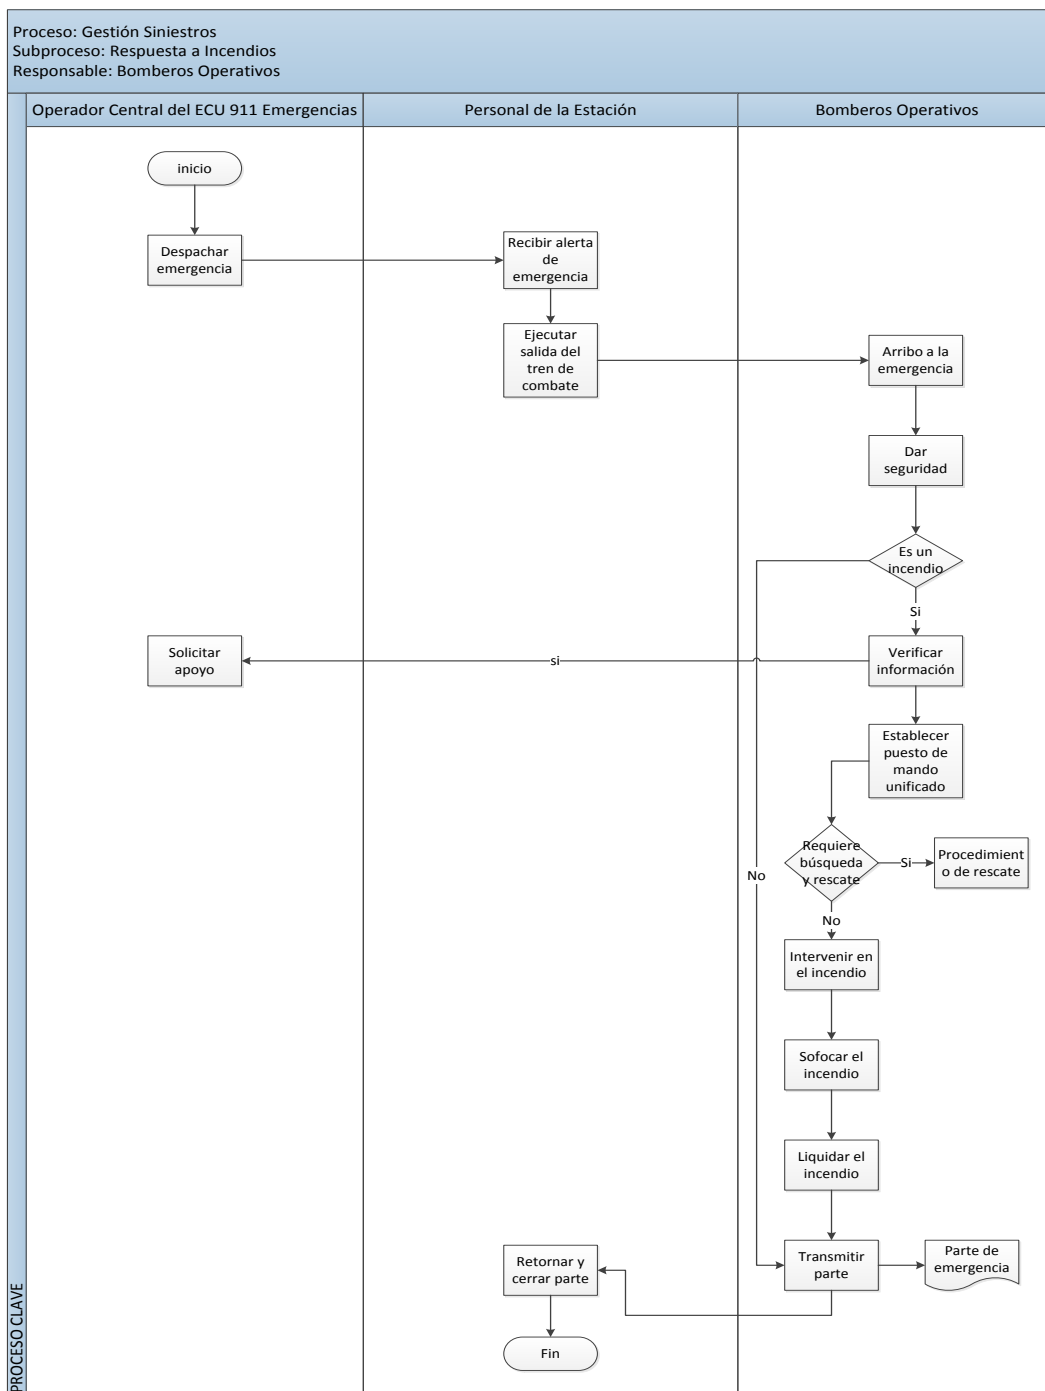 Proceso: Gestión Siniestros
Subproceso: Respuesta a Incendios
Responsable: Bomberos Operativos
Operador Central del ECU 911 Emergencias
Personal de la Estación
Bomberos Operativos
inicio
Despachar
emergencia
Recibir alerta
de
emergencia
Ejecutar
salida del
tren de
combate
Arribo a la
emergencia
Dar
seguridad
Es un
incendio
Si
Solicitar
apoyo
si
Verificar
información
Establecer
puesto de
mando
unificado
Requiere
búsqueda
y rescate
Si
Procedimient
o de rescate
No
No
Intervenir en
el incendio
Sofocar el
incendio
Liquidar el
incendio
Retornar y
cerrar parte
Transmitir
parte
Parte de
emergencia
Fin
PROCESO CLAVE